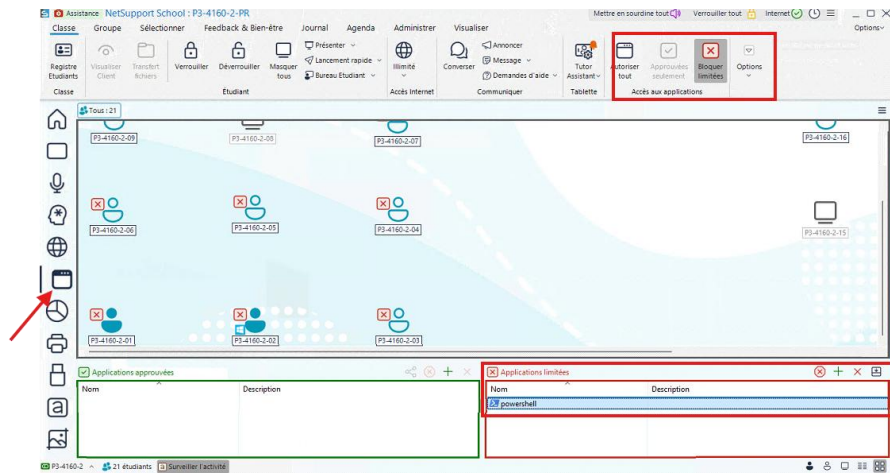 Assistance NetSupport School : P3-4160-2-PR Mettre en sourdine tout Verrouiller tout Internet
Classe Groupe Sélectionner Feedback & Bien-être Journal Agenda Administrer Visualiser Options
Registre Etudiants
Visualiser Client
Transfert fichiers
Verrouiller
Déverrouiller
Masquer tous
Présenter
Lancement rapide
Bureau Etudiant
Illimité
Converser
Annoncer
Message
Demandes d'aide
Tutor Assistant
Autoriser tout
Approuvées seulement
Bloquer limitées
Options
Classe Étudiant Accès Internet Communiquer Tablette Accès aux applications
Tous : 21
P3-4160-2-09 P3-4160-2-08 P3-4160-2-07 P3-4160-2-16
P3-4160-2-06 P3-4160-2-05 P3-4160-2-04 P3-4160-2-15
P3-4160-2-01 P3-4160-2-02 P3-4160-2-03
Applications approuvées
Nom Description
Applications limitées
Nom Description
powershell
P3-4160-2 21 étudiants a Surveiller l'activité